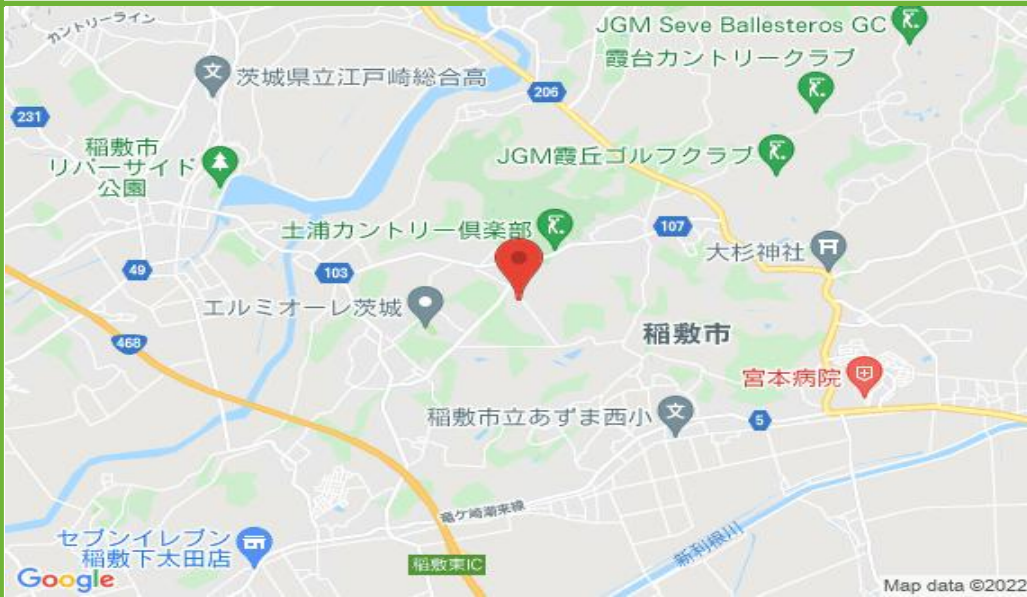 カントリーライン
JGM Seve Ballesteros GC
霞台カントリークラブ
茨城県立江戸崎総合高
206
231
稲敷市
リバーサイド
公園
JGM霞丘ゴルフクラブ
土浦カントリー倶楽部
107
大杉神社
49
103
エルミオーレ茨城
稲敷市
468
宮本病院
稲敷市立あずま西小
5
竜ケ崎潮来線
新利根川
セブンイレブン
稲敷下太田店
稲敷東IC
Google
Map data ©2022